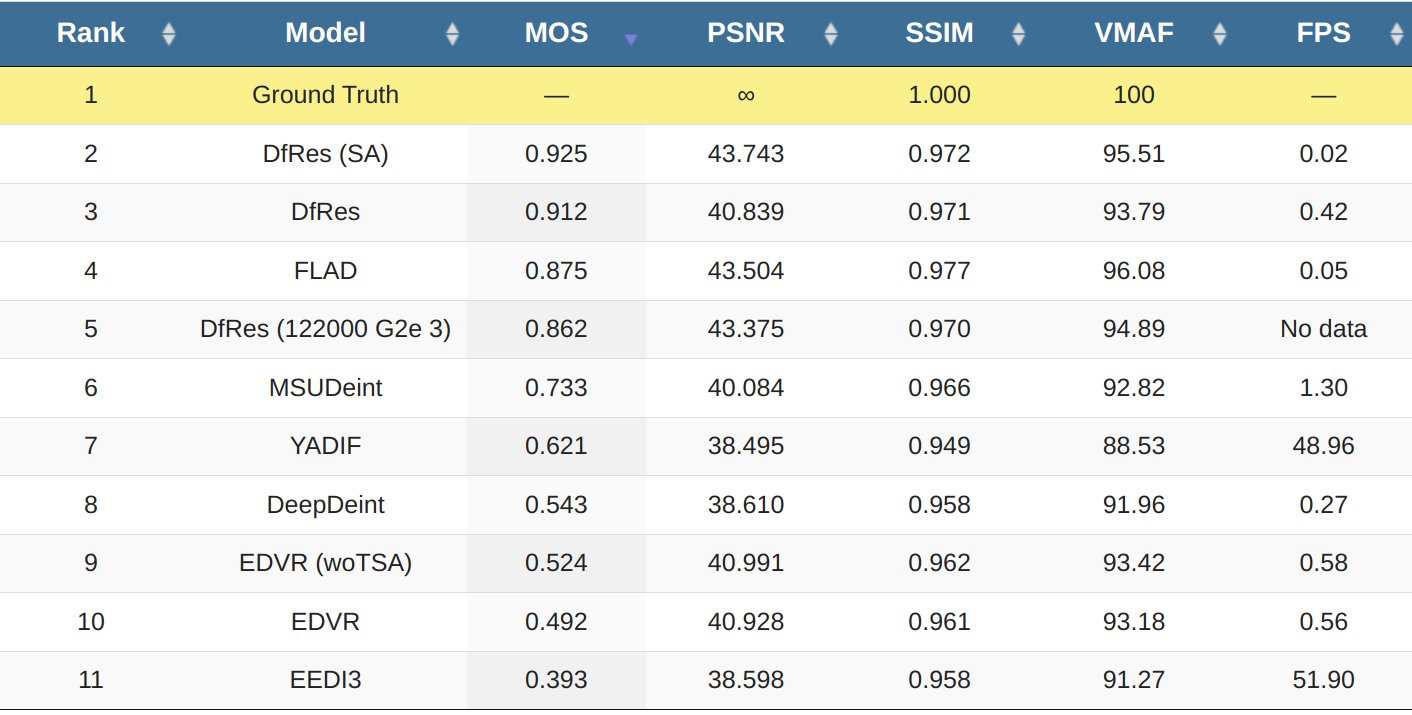 Rank Model MOS PSNR SSIM VMAF FPS
1 Ground Truth — ∞ 1.000 100 —
2 DfRes (SA) 0.925 43.743 0.972 95.51 0.02
3 DfRes 0.912 40.839 0.971 93.79 0.42
4 FLAD 0.875 43.504 0.977 96.08 0.05
5 DfRes (122000 G2e 3) 0.862 43.375 0.970 94.89 No data
6 MSUDeint 0.733 40.084 0.966 92.82 1.30
7 YADIF 0.621 38.495 0.949 88.53 48.96
8 DeepDeint 0.543 38.610 0.958 91.96 0.27
9 EDVR (woTSA) 0.524 40.991 0.962 93.42 0.58
10 EDVR 0.492 40.928 0.961 93.18 0.56
11 EEDI3 0.393 38.598 0.958 91.27 51.90